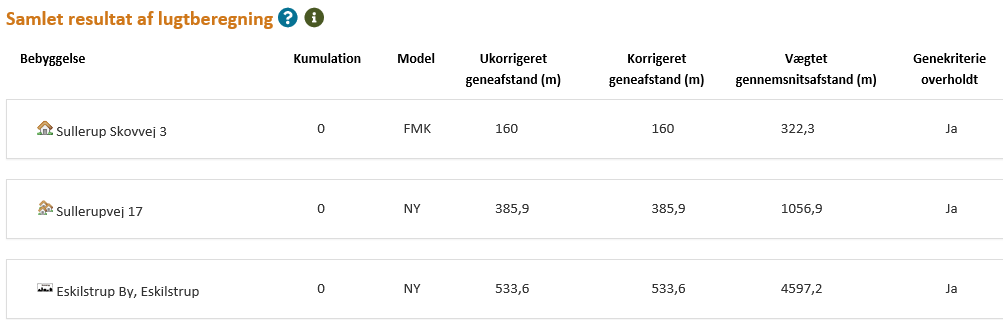 Samlet resultat af lugtberegning ? i
Bebyggelse Kumulation Model Ukorrigeret geneafstand (m) Korrigeret geneafstand (m) Vægtet gennemsnitsafstand (m) Genekriterie overholdt
Sullerup Skovvej 3 0 FMK 160 160 322,3 Ja
Sullerupvej 17 0 NY 385,9 385,9 1056,9 Ja
Eskilstrup By, Eskilstrup 0 NY 533,6 533,6 4597,2 Ja